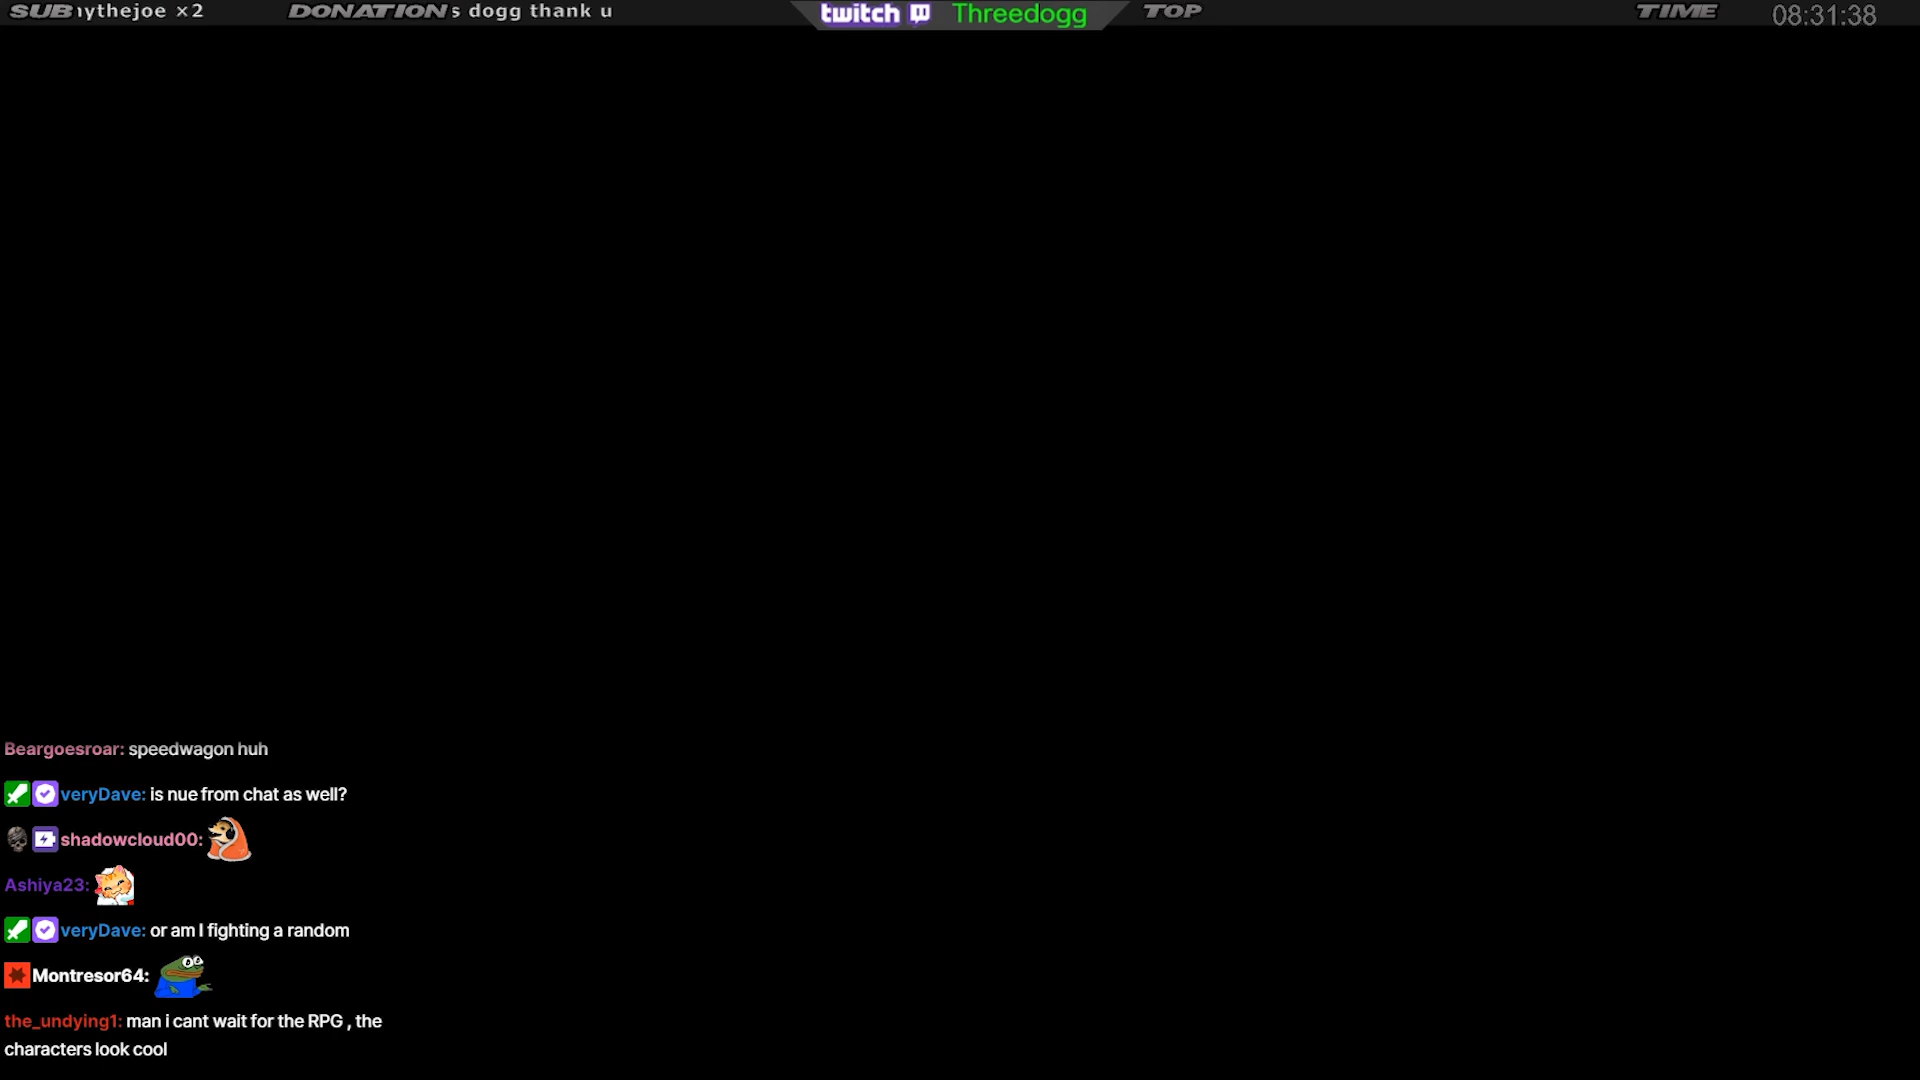 SUB ythejoe ×2 DONATION s dogg thank u twitch Threedogg TOP TIME 08:31:38
Beargoesroar: speedwagon huh
veryDave: is nue from chat as well?
shadowcloud00:
Ashiya23:
veryDave: or am I fighting a random
Montresor64:
the_undying1: man i cant wait for the RPG , the
characters look cool